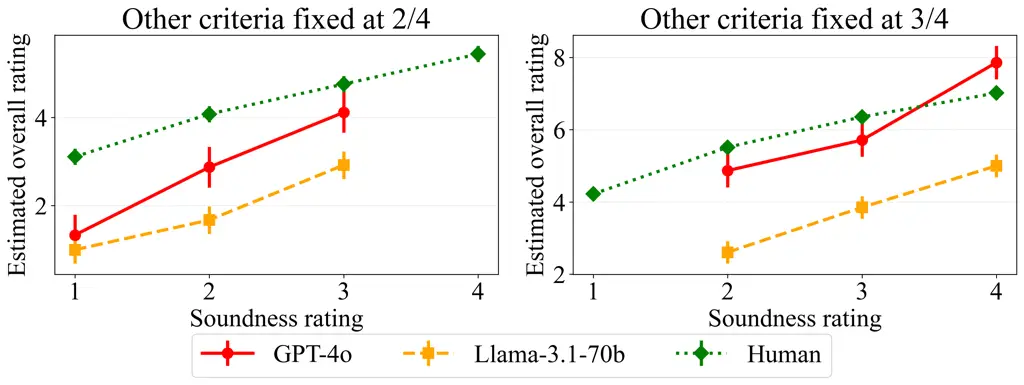 Other criteria fixed at 2/4
Estimated overall rating
4
2
1 2 3 4
Soundness rating
Other criteria fixed at 3/4
Estimated overall rating
8
6
4
2
1 2 3 4
Soundness rating
GPT-4o Llama-3.1-70b Human